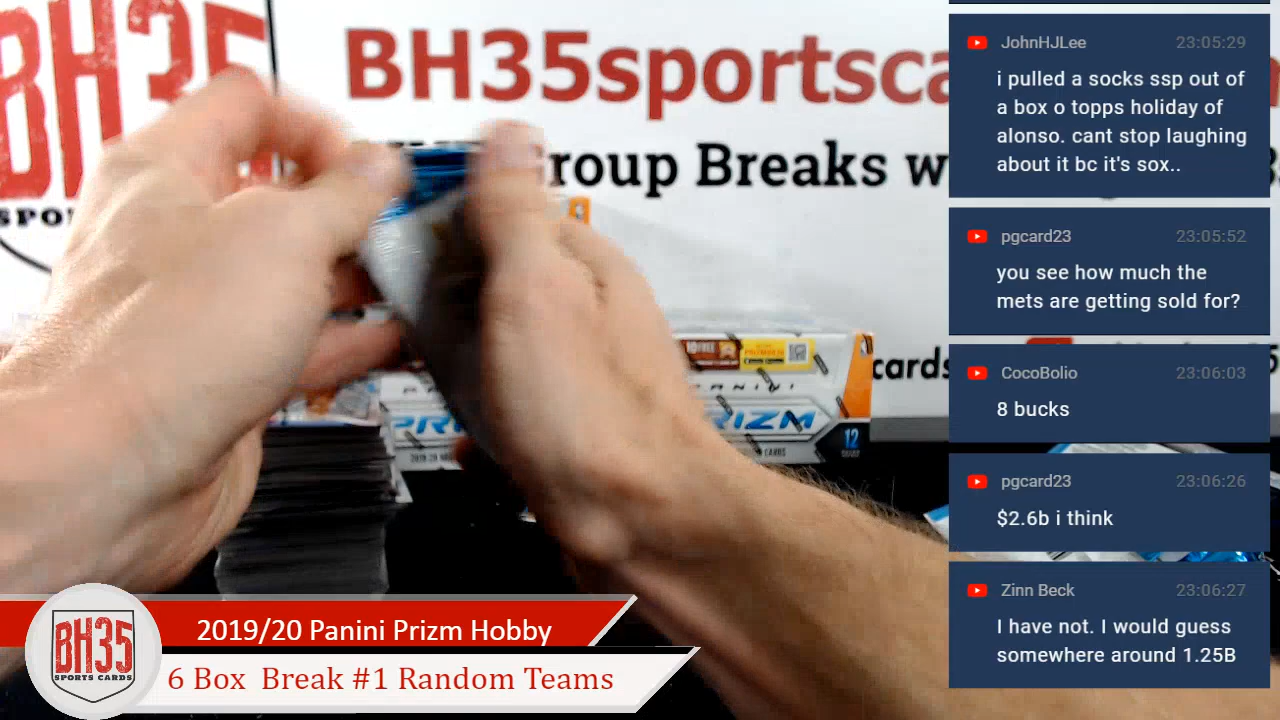 BH35
SPO
BH35sportsca
roup Breaks w
cards
PANINI
PRIZM
12
CARDS
JohnHJLee 23:05:29
i pulled a socks ssp out of
a box o topps holiday of
alonso. cant stop laughing
about it bc it's sox..
pgcard23 23:05:52
you see how much the
mets are getting sold for?
CocoBolio 23:06:03
8 bucks
pgcard23 23:06:26
$2.6b i think
Zinn Beck 23:06:27
I have not. I would guess
somewhere around 1.25B
BH35
SPORTS CARDS
2019/20 Panini Prizm Hobby
6 Box Break #1 Random Teams